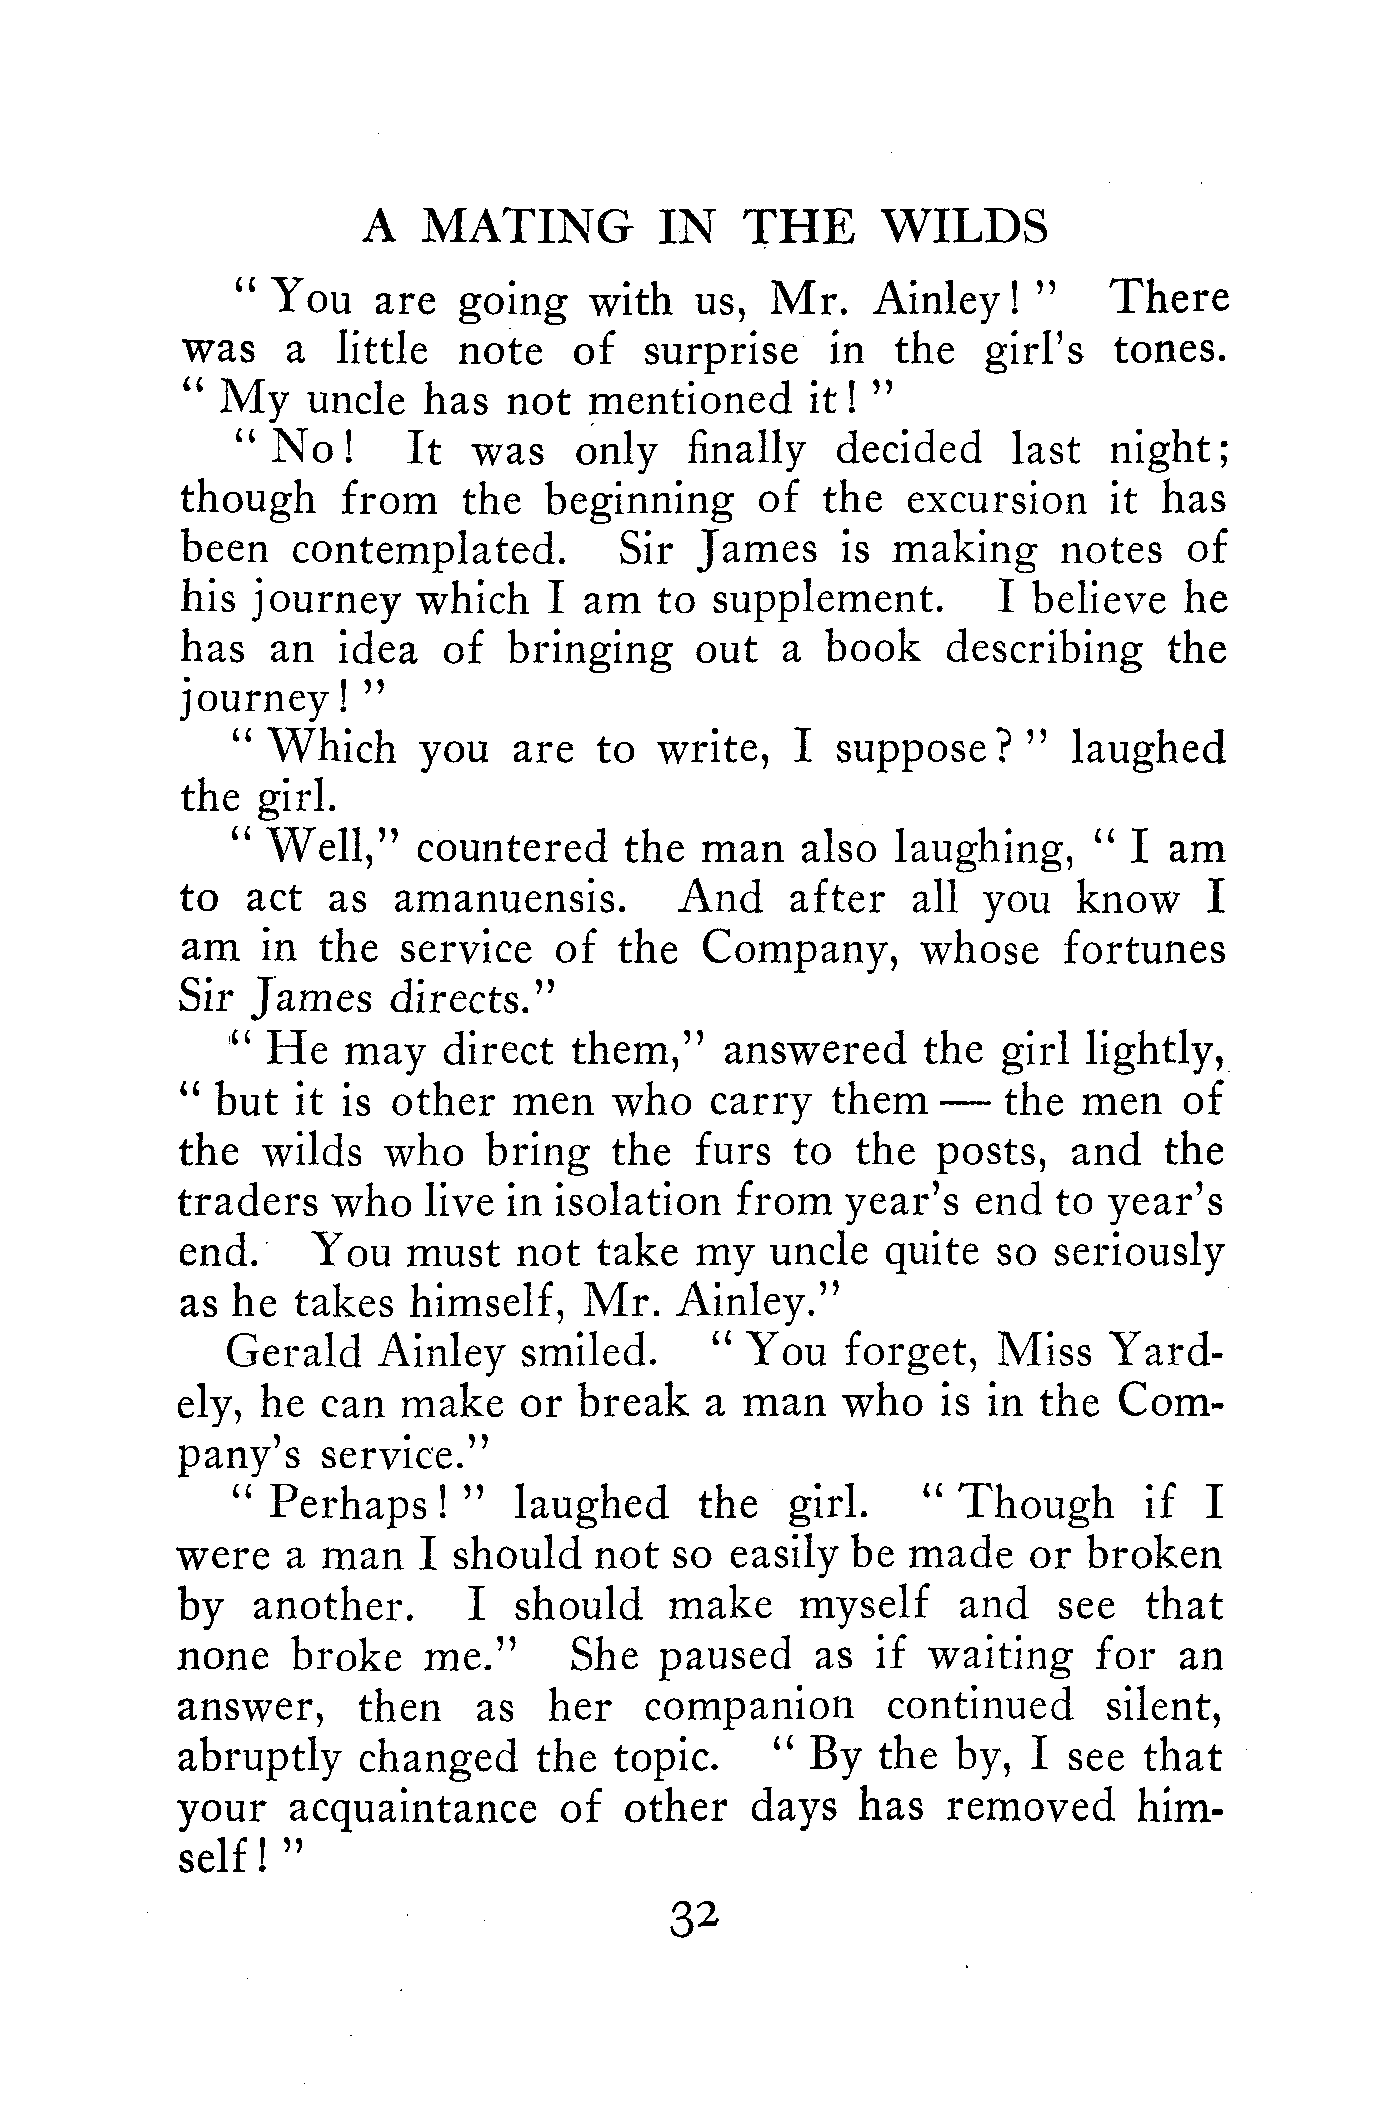 A MATING IN THE WILDS
“ You are going with us, Mr. Ainley! ” There
was a little note of surprise in the girl’s tones.
“ My uncle has not mentioned it! ”
“ No! It was only finally decided last night;
though from the beginning of the excursion it has
been contemplated. Sir James is making notes of
his journey which I am to supplement. I believe he
has an idea of bringing out a book describing the
journey! ”
“ Which you are to write, I suppose? ” laughed
the girl.
“ Well,” countered the man also laughing, “ I am
to act as amanuensis. And after all you know I
am in the service of the Company, whose fortunes
Sir James directs.”
“ He may direct them,” answered the girl lightly,
“ but it is other men who carry them — the men of
the wilds who bring the furs to the posts, and the
traders who live in isolation from year’s end to year’s
end. You must not take my uncle quite so seriously
as he takes himself, Mr. Ainley.”
Gerald Ainley smiled. “ You forget, Miss Yard-
ely, he can make or break a man who is in the Com-
pany’s service.”
“ Perhaps! ” laughed the girl. “ Though if I
were a man I should not so easily be made or broken
by another. I should make myself and see that
none broke me.” She paused as if waiting for an
answer, then as her companion continued silent,
abruptly changed the topic. “ By the by, I see that
your acquaintance of other days has removed him-
self! ”
32